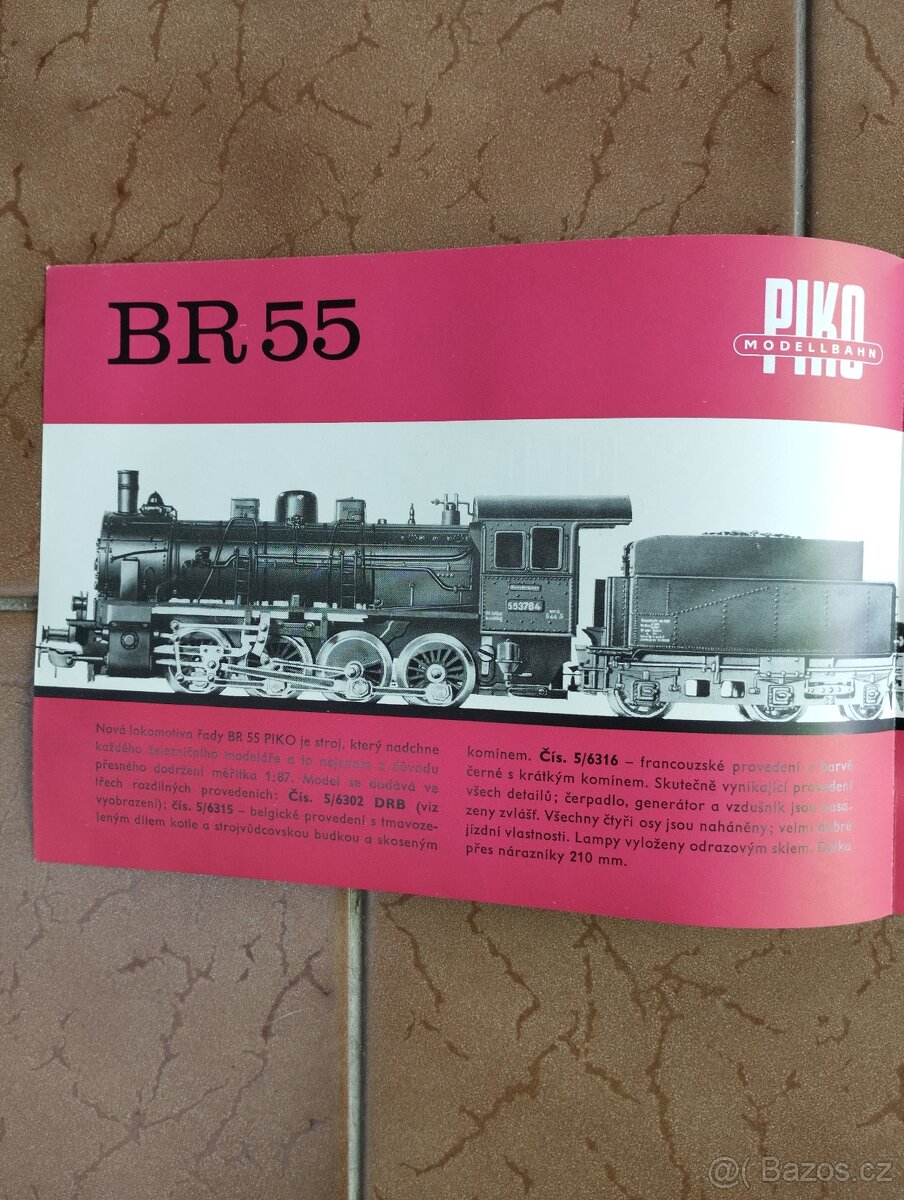 BR 55
PIKO
MODELLBAHN
553784
Nová lokomotiva řady BR 55 PIKO je stroj, který nadchne
každého železničního modeláře a to nejenom z důvodu
přesného dodržení měřítka 1:87. Model se dodává ve
třech rozdílných provedeních: Čís. 5/6302 DRB (viz
vyobrazení); čís. 5/6315 – belgické provedení s tmavoze-
leným dílem kotle a strojvůdcovskou budkou a skoseným
komínem. Čís. 5/6316 – francouzské provedení v barvě
černé s krátkým komínem. Skutečně vynikající provedení
všech detailů; čerpadlo, generátor a vzdušník jsou nasa-
zeny zvlášť. Všechny čtyři osy jsou naháněny; velmi dobré
jízdní vlastnosti. Lampy vyloženy odrazovým sklem. Délka
přes nárazníky 210 mm.
@ Bazos.cz